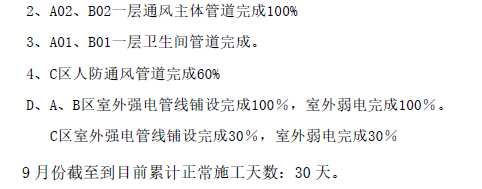 2、A02、B02一层通风主体管道完成100%
3、A01、B01一层卫生间管道完成。
4、C区人防通风管道完成60%
D、A、B区室外强电管线铺设完成100%，室外弱电完成100%。
C区室外强电管线铺设完成30%，室外弱电完成30%
9月份截至到目前累计正常施工天数：30天。